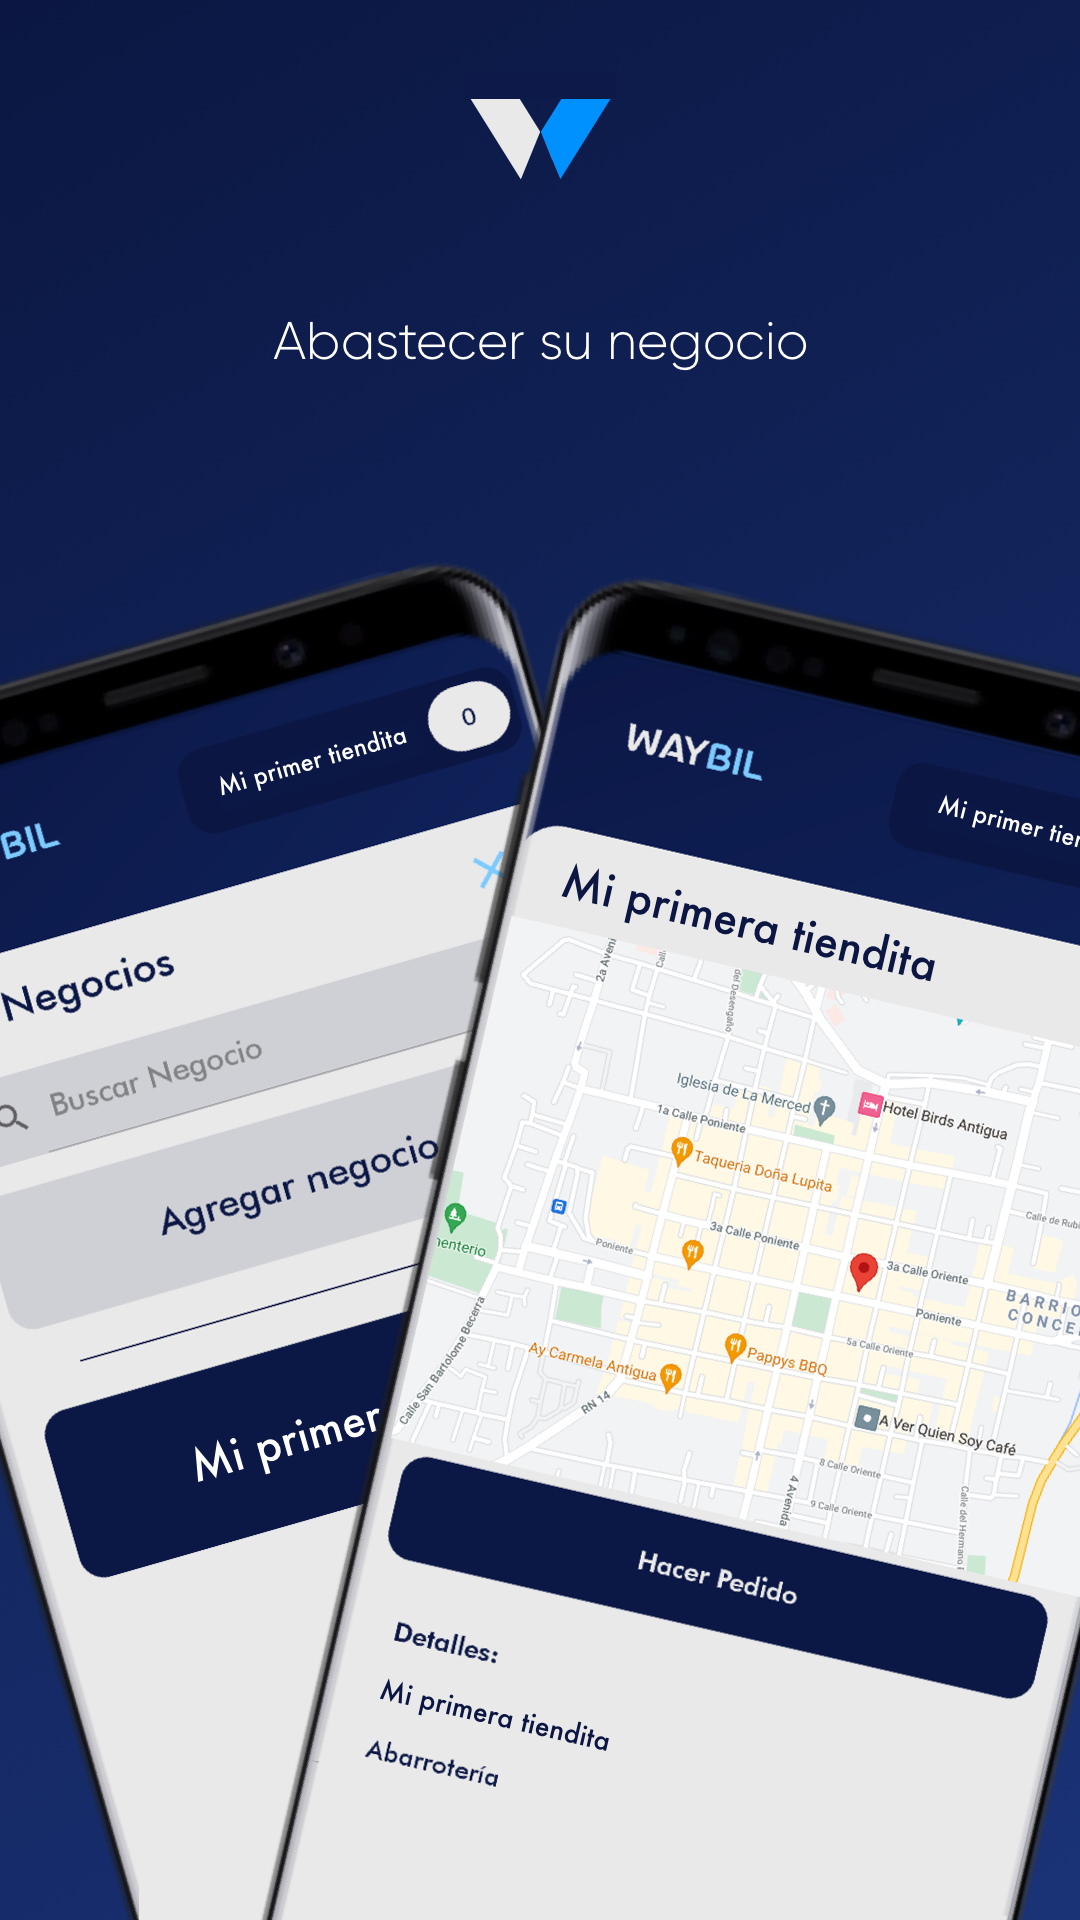 Abastecer su negocio
Mi primer tiendita
0
BIL
Negocios
Buscar Negocio
Agregar negocio
Mi primer
WAYBIL
Mi primer tien
Mi primera tiendita
2a Aveni
Call
del Desengaño
Iglesia de La Merced
Hotel Birds Antigua
1a Calle Poniente
Taqueria Doña Lupita
Calle de Rubi
3a Calle Poniente
Poniente
3a Calle Oriente
enterio
BARRIO
CONCE
Poniente
5a Calle Oriente
Calle San Bartolome Becerra
Ay Carmela Antigua
Pappys BBQ
RN 14
A Ver Quien Soy Café
8 Calle Oriente
4 Avenida
9 Calle Oriente
Calle del Hermano
Hacer Pedido
Detalles:
Mi primera tiendita
Abarrotería